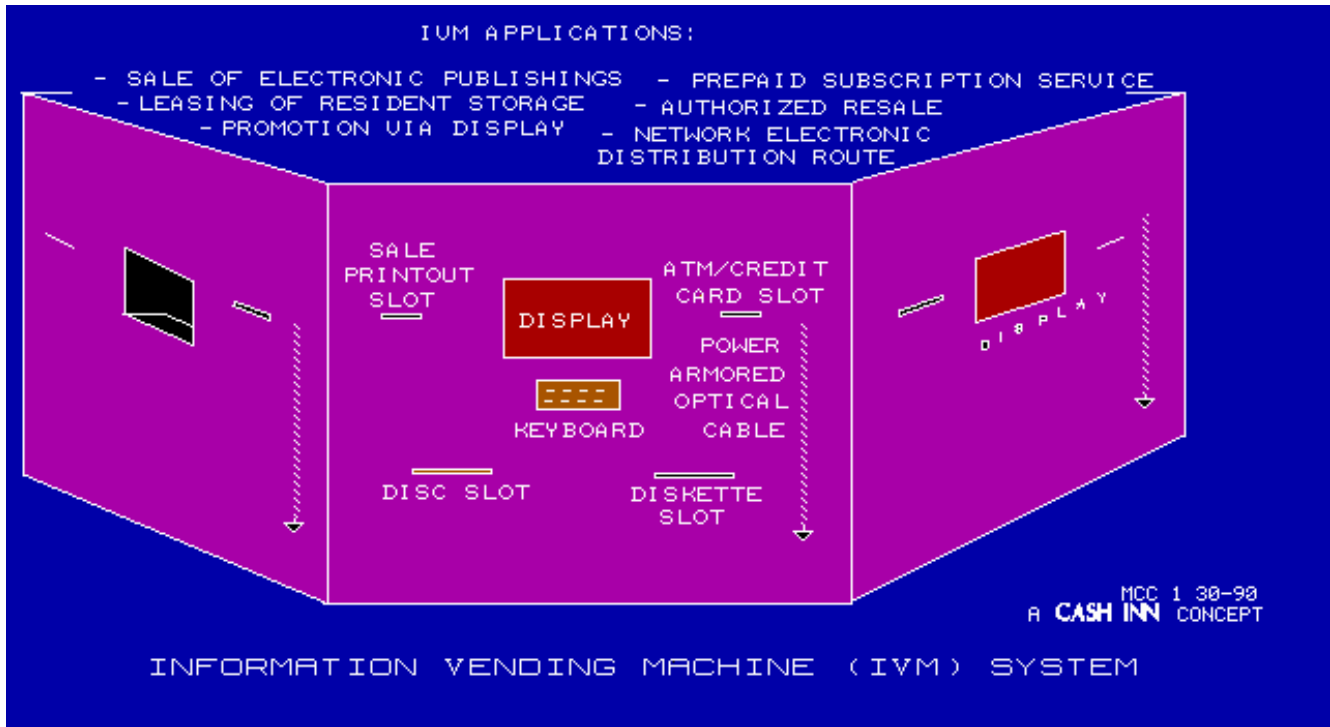 IVM APPLICATIONS:
- SALE OF ELECTRONIC PUBLISHINGS
- LEASING OF RESIDENT STORAGE
- PROMOTION VIA DISPLAY
- PREPAID SUBSCRIPTION SERVICE
- AUTHORIZED RESALE
- NETWORK ELECTRONIC
DISTRIBUTION ROUTE
SALE
PRINTOUT
SLOT
DISPLAY
KEYBOARD
ATM/CREDIT
CARD SLOT
POWER
ARMORED
OPTICAL
CABLE
DISC SLOT
DISKETTE
SLOT
DISPLAY
MCC 1 30-90
A CASH INN CONCEPT
INFORMATION VENDING MACHINE (IVM) SYSTEM